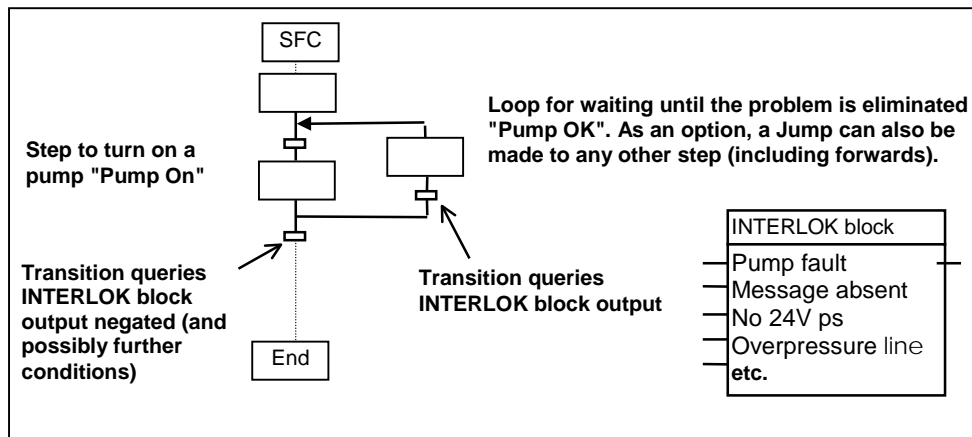 SFC
Loop for waiting until the problem is eliminated
"Pump OK". As an option, a Jump can also be
made to any other step (including forwards).
Step to turn on a
pump "Pump On"
INTERLOK block
Pump fault
Message absent
No 24V ps
Overpressure line
etc.
Transition queries
INTERLOK block
output negated (and
possibly further
conditions)
Transition queries
INTERLOK block output
End